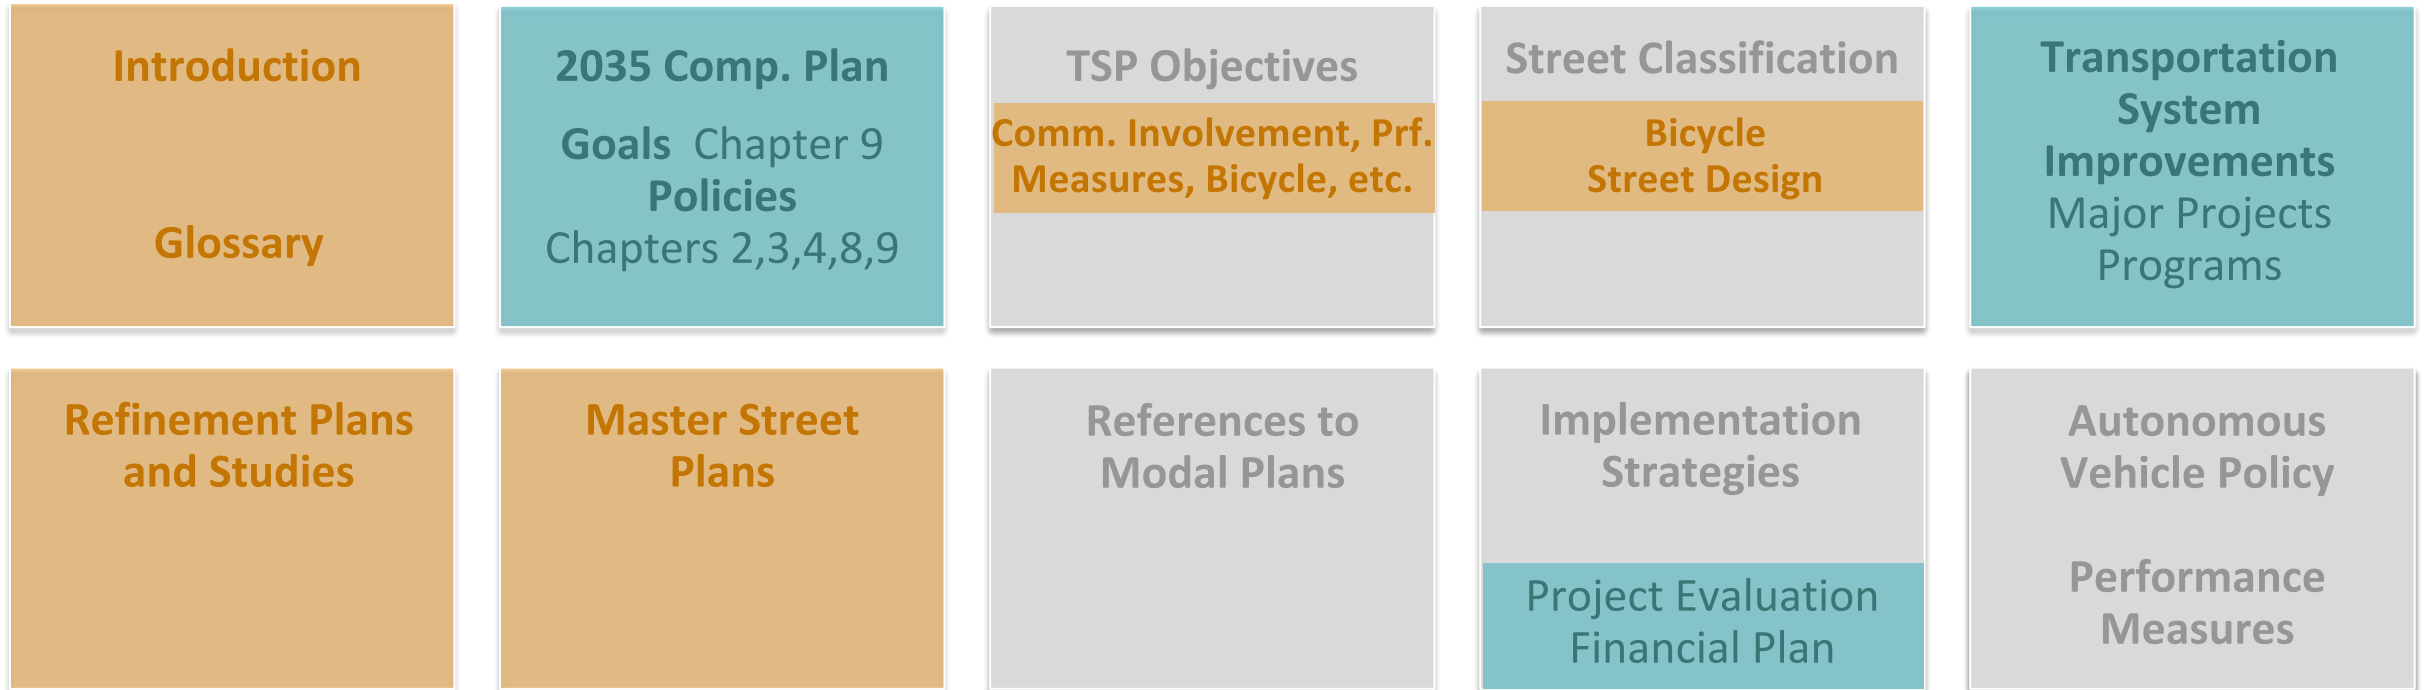 Introduction
Glossary
2035 Comp. Plan
Goals Chapter 9
Policies
Chapters 2,3,4,8,9
TSP Objectives
Comm. Involvement, Prf.
Measures, Bicycle, etc.
Street Classification
Bicycle
Street Design
Transportation
System
Improvements
Major Projects
Programs
Refinement Plans
and Studies
Master Street
Plans
References to
Modal Plans
Implementation
Strategies
Project Evaluation
Financial Plan
Autonomous
Vehicle Policy
Performance
Measures